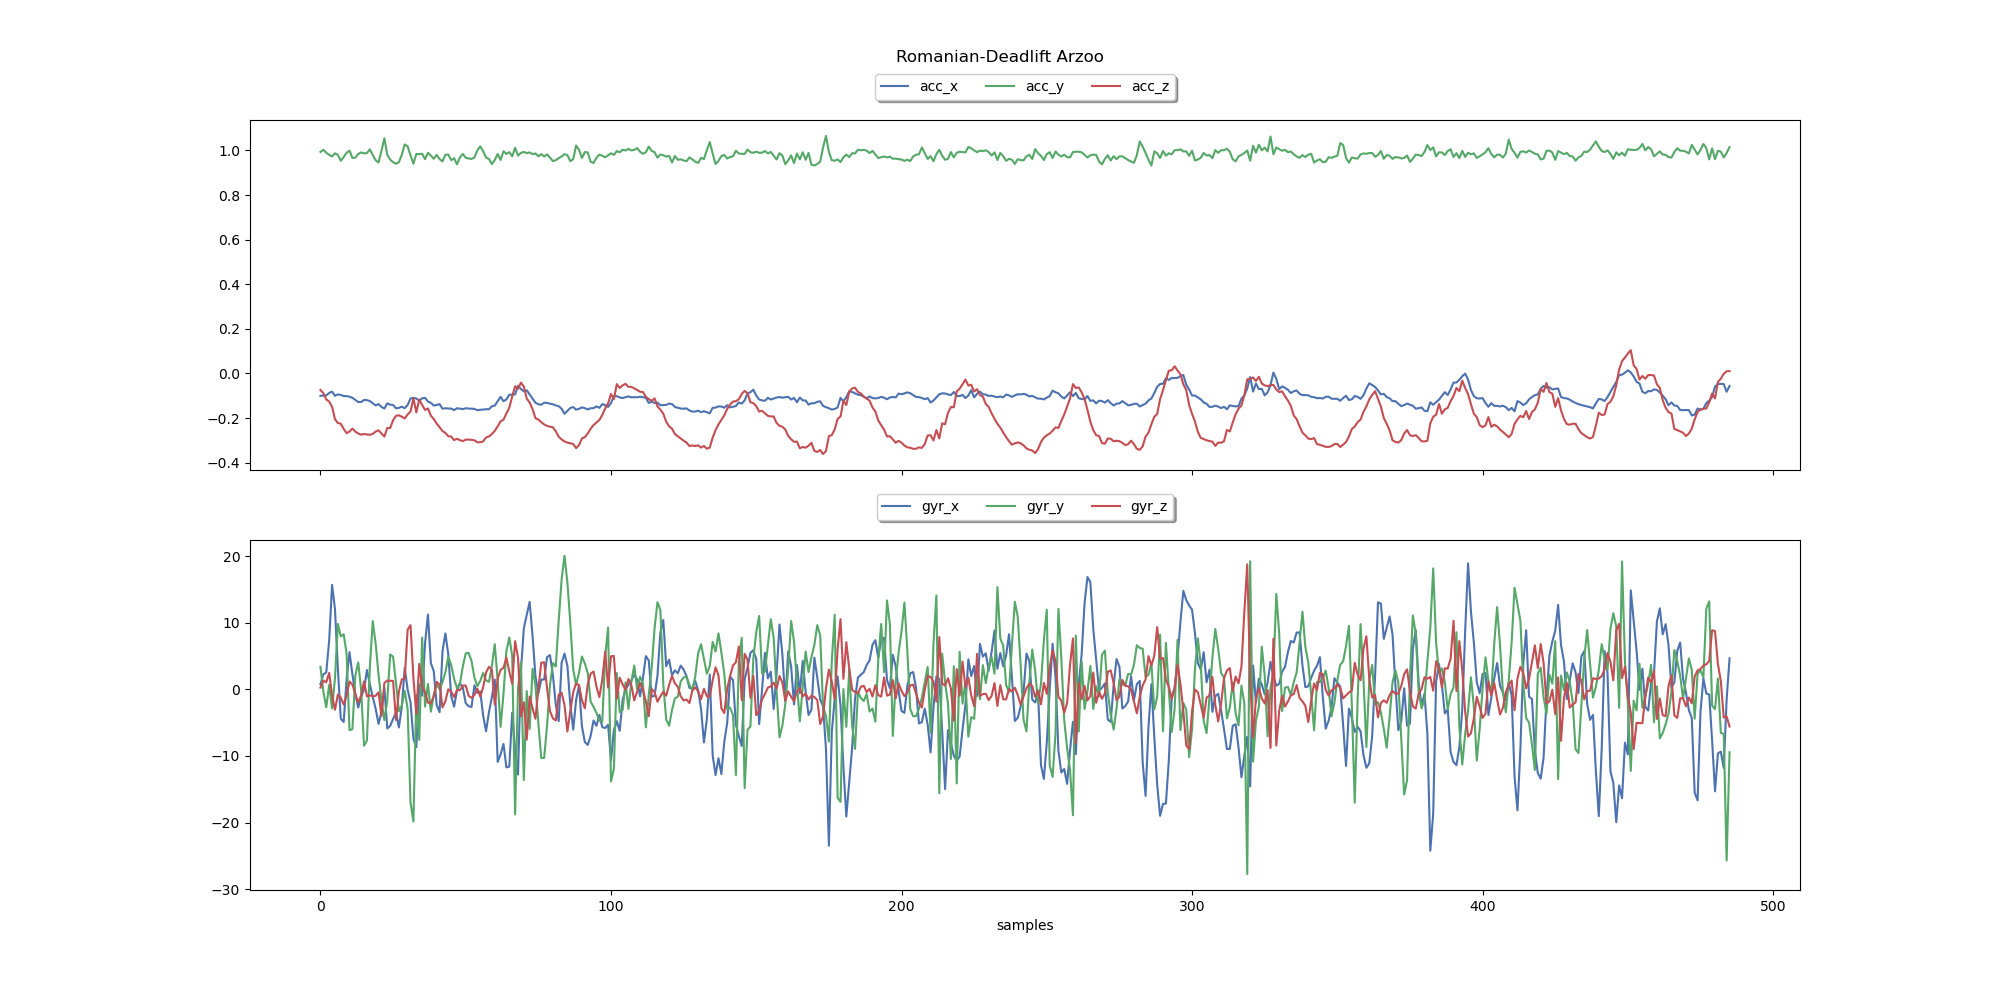 Romanian-Deadlift Arzoo
acc_x acc_y acc_z
1.0
0.8
0.6
0.4
0.2
0.0
−0.2
−0.4
gyr_x gyr_y gyr_z
20
10
0
−10
−20
−30
0 100 200 300 400 500
samples